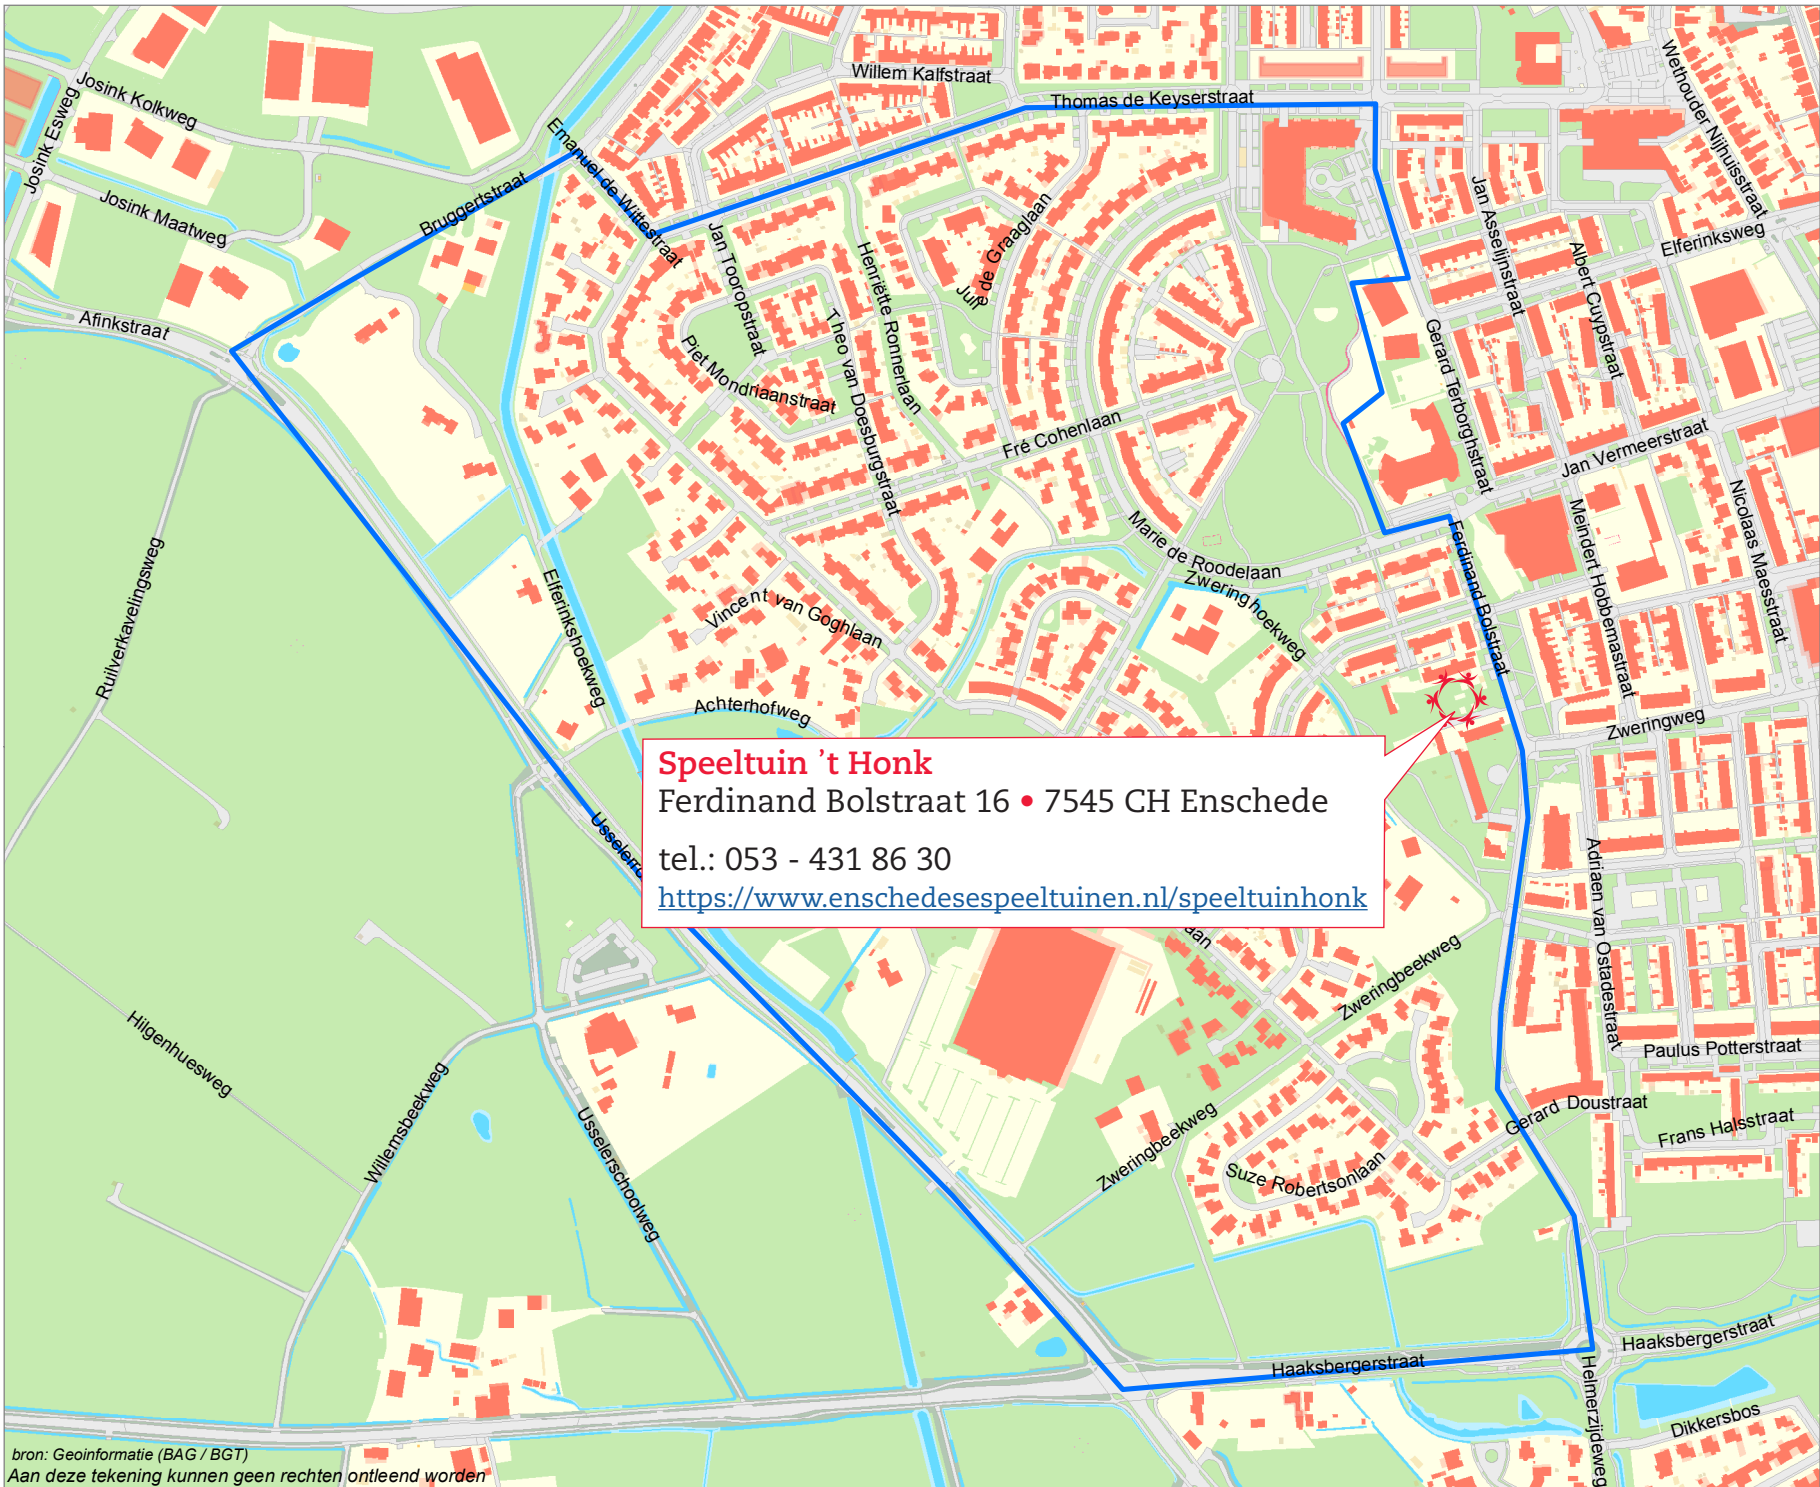 Willem Kalfstraat
Thomas de Keyserstraat
Wethouder Nijhuisstraat
Josink Kolkweg
Josink Esweg
Josink Maatweg
Emanuel de Wittestraat
Bruggertstraat
Jan Tooropstraat
Henriëtte Ronnerlaan
Julie de Graaglaan
Jan Asselijnstraat
Albert Cuypstraat
Elferinksweg
Afinkstraat
Piet Mondriaanstraat
Theo van Doesburgstraat
Gerard Terborghstraat
Fré Cohenlaan
Jan Vermeerstraat
Nicolaas Maesstraat
Meindert Hobbemastraat
Marie de Roodelaan
Zweringhoekweg
Ferdinand Bolstraat
Ruilverkavelingsweg
Elferinkshoekweg
Vincent van Goghlaan
Achterhofweg
Zweringweg
Speeltuin ’t Honk
Ferdinand Bolstraat 16 • 7545 CH Enschede
tel.: 053 - 431 86 30
https://www.enschedesespeeltuinen.nl/speeltuinhonk
Adriaen van Ostadestraat
Zweringbeekweg
Hilgenhuesweg
Willemsbeekweg
Usselerschoolweg
Zweringbeekweg
Suze Robertsonlaan
Gerard Doustraat
Paulus Potterstraat
Frans Halsstraat
Haaksbergerstraat
Haaksbergerstraat
Helmerzijdeweg
Dikkersbos
bron: Geoinformatie (BAG / BGT)
Aan deze tekening kunnen geen rechten ontleend worden